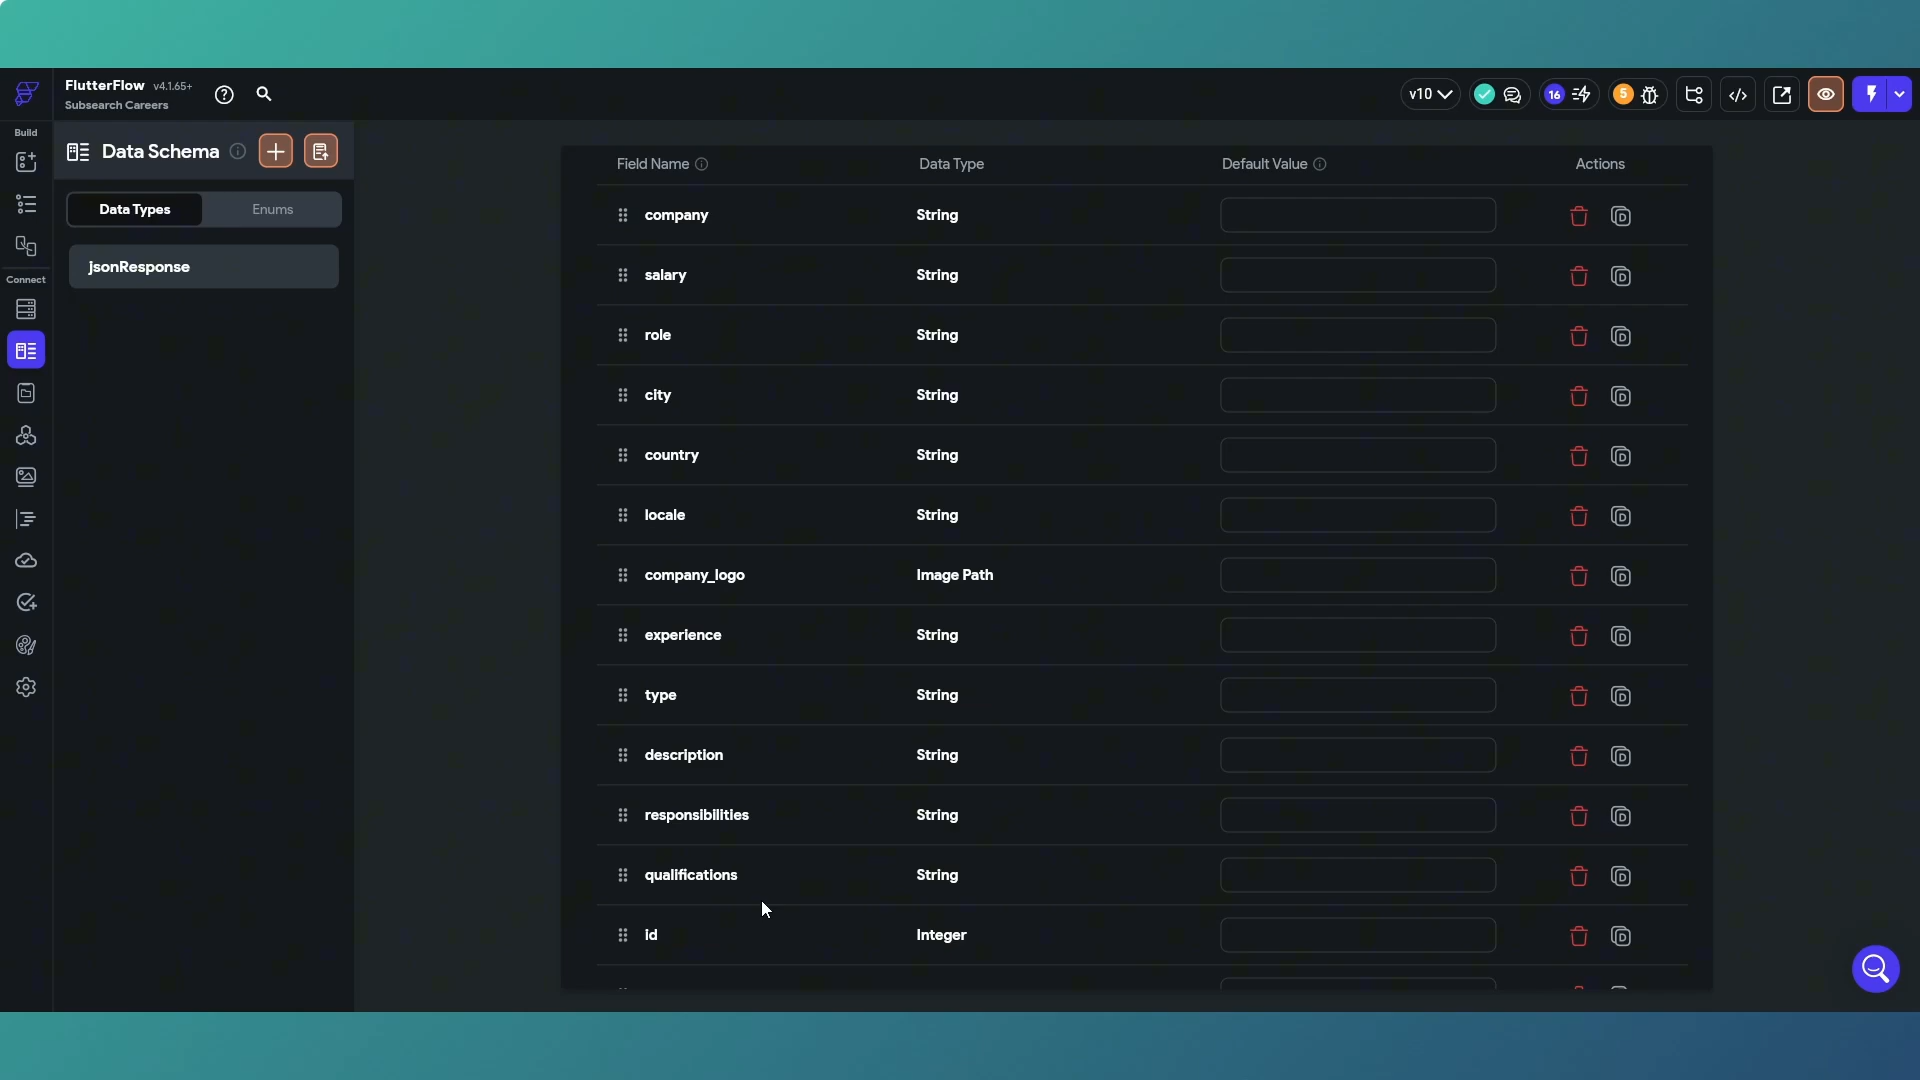 FlutterFlow v4.1.65+
Subsearch Careers
v10
16
5
Build
Data Schema
Data Types
Enums
jsonResponse
Connect
Field Name
Data Type
Default Value
Actions
company String
salary String
role String
city String
country String
locale String
company_logo Image Path
experience String
type String
description String
responsibilities String
qualifications String
id Integer